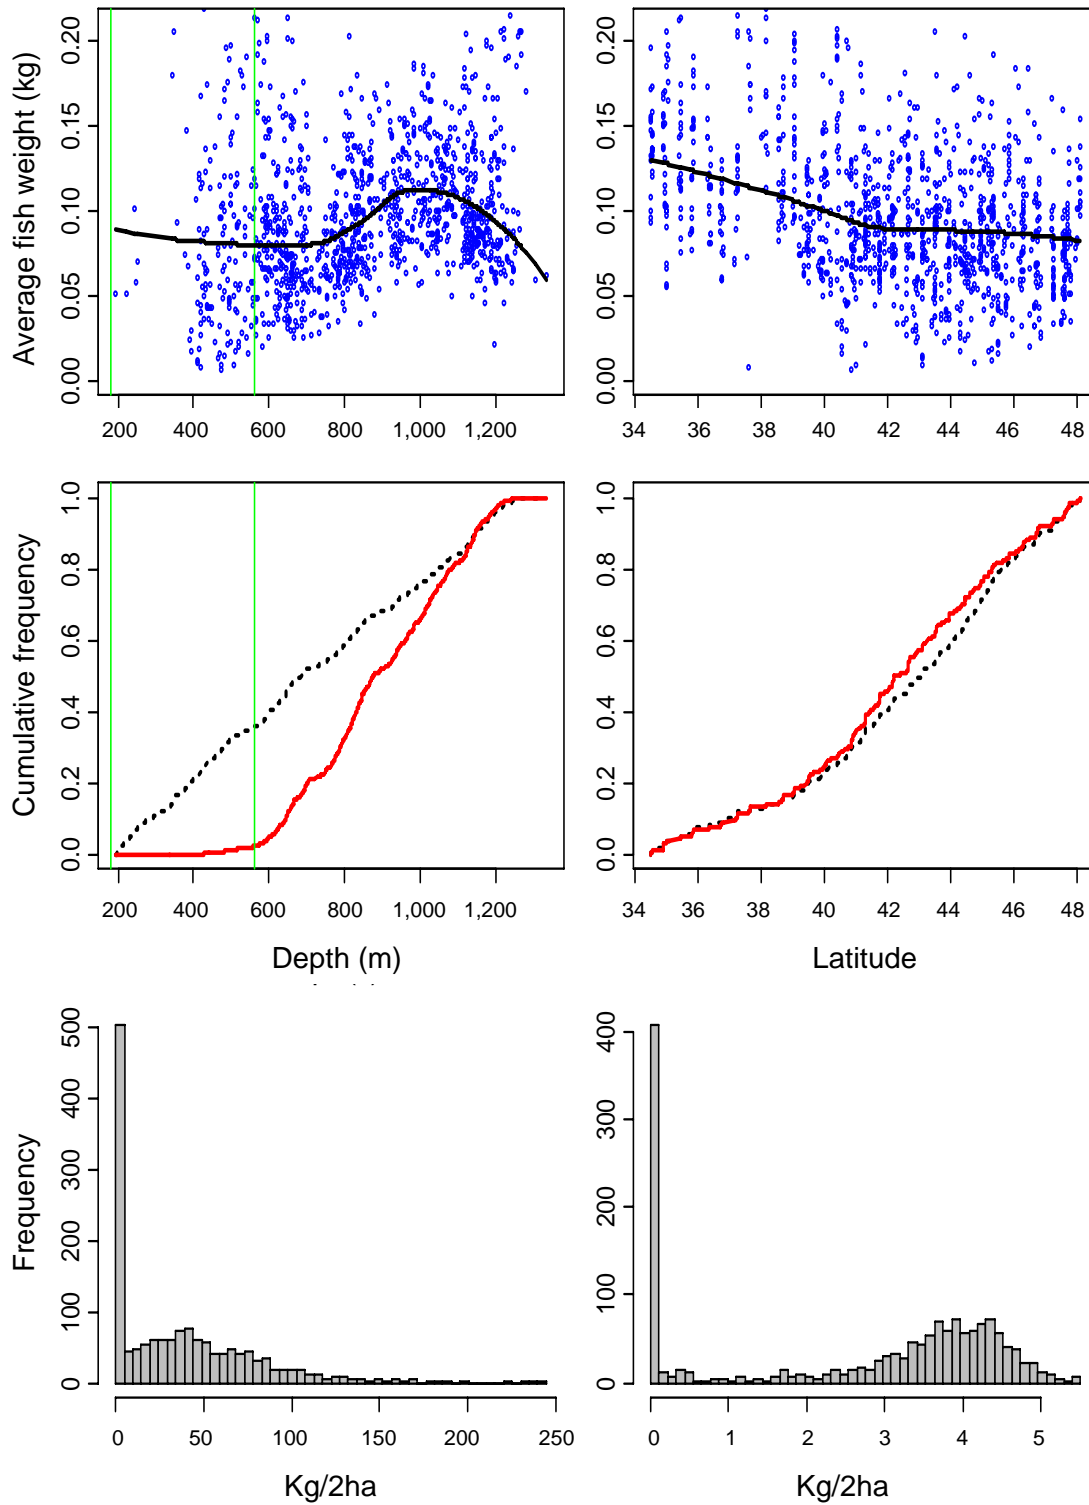 Average fish weight (kg)
0.00 0.05 0.10 0.15 0.20
200 400 600 800 1,000 1,200
0.00 0.05 0.10 0.15 0.20
34 36 38 40 42 44 46 48
Cumulative frequency
0.0 0.2 0.4 0.6 0.8 1.0
200 400 600 800 1,000 1,200
Depth (m)
0.0 0.2 0.4 0.6 0.8 1.0
34 36 38 40 42 44 46 48
Latitude
Frequency
0 100 200 300 400 500
0 50 100 150 200 250
Kg/2ha
0 100 200 300 400
0 1 2 3 4 5
Kg/2ha